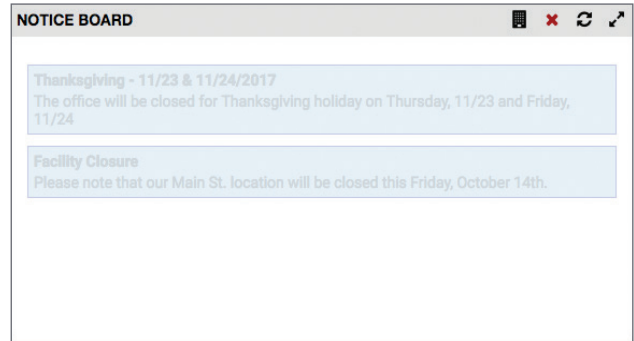 NOTICE BOARD
Thanksgiving - 11/23 & 11/24/2017
The office will be closed for Thanksgiving holiday on Thursday, 11/23 and Friday,
11/24
Facility Closure
Please note that our Main St. location will be closed this Friday, October 14th.